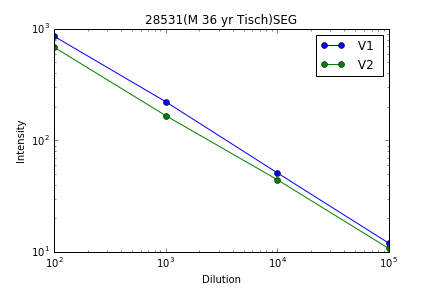 28531(M 36 yr Tisch)SEG
V1
V2
Intensity
10³
10²
10¹
10² 10³ 10⁴ 10⁵
Dilution